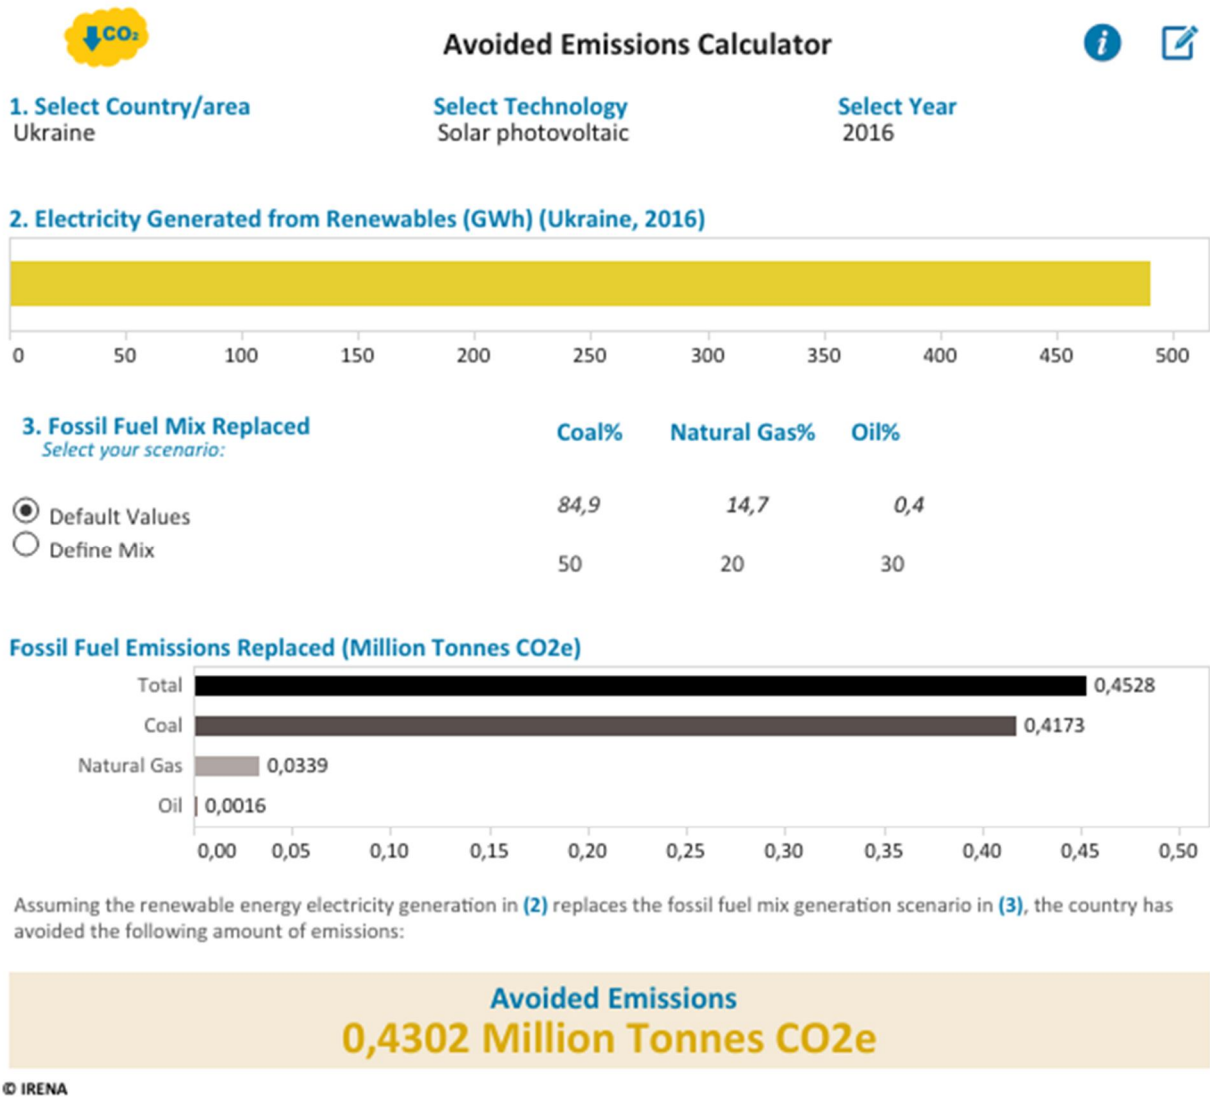 CO₂
Avoided Emissions Calculator
i
1. Select Country/area Select Technology Select Year
Ukraine Solar photovoltaic 2016
2. Electricity Generated from Renewables (GWh) (Ukraine, 2016)
0 50 100 150 200 250 300 350 400 450 500
3. Fossil Fuel Mix Replaced Coal% Natural Gas% Oil%
Select your scenario:
Default Values 84,9 14,7 0,4
Define Mix 50 20 30
Fossil Fuel Emissions Replaced (Million Tonnes CO2e)
Total 0,4528
Coal 0,4173
Natural Gas 0,0339
Oil 0,0016
0,00 0,05 0,10 0,15 0,20 0,25 0,30 0,35 0,40 0,45 0,50
Assuming the renewable energy electricity generation in (2) replaces the fossil fuel mix generation scenario in (3), the country has
avoided the following amount of emissions:
Avoided Emissions
0,4302 Million Tonnes CO2e
© IRENA